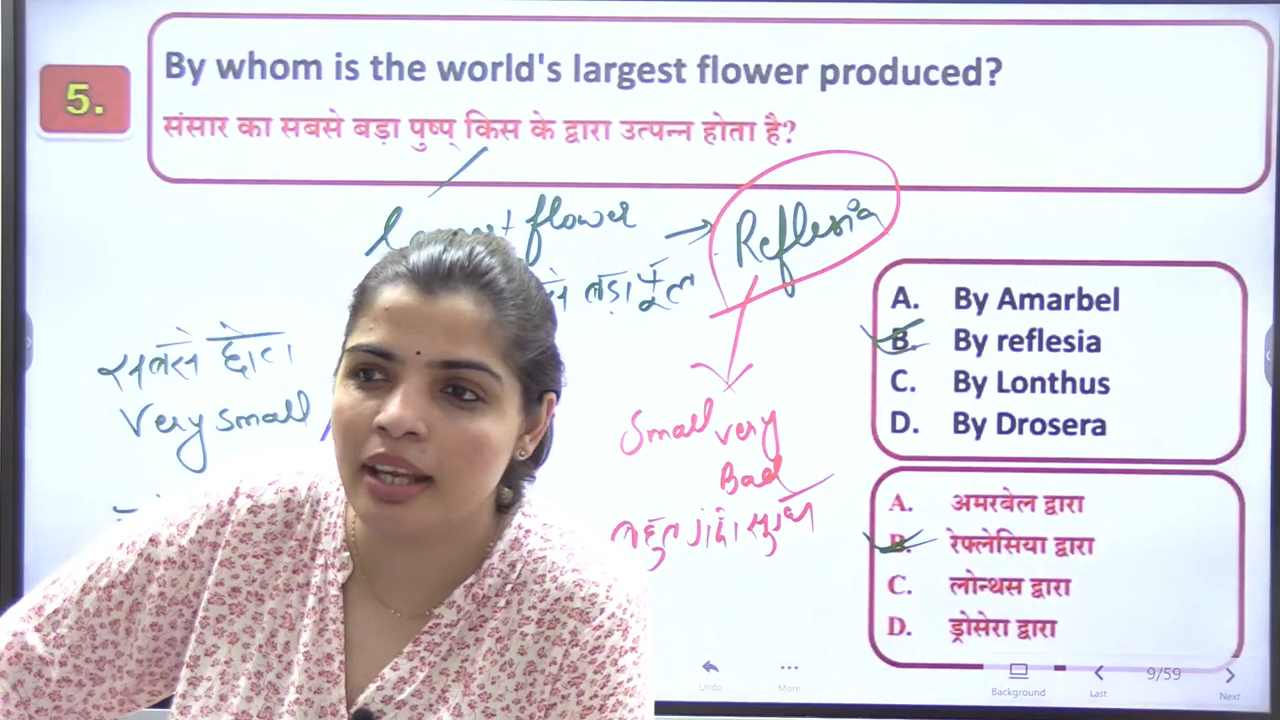 5.
By whom is the world's largest flower produced?
संसार का सबसे बड़ा पुष्प् किस के द्वारा उत्पन्न होता है?
flower → Reflesia
बड़ा फूल
सबसे छोटा
Very small
Small very
Bad
बहुत गंदा
A. By Amarbel
B. By reflesia
C. By Lonthus
D. By Drosera
A. अमरबेल द्वारा
B. रेफ्लेसिया द्वारा
C. लोन्थस द्वारा
D. ड्रोसेरा द्वारा
Undo
More
Background
Last
9/59
Next